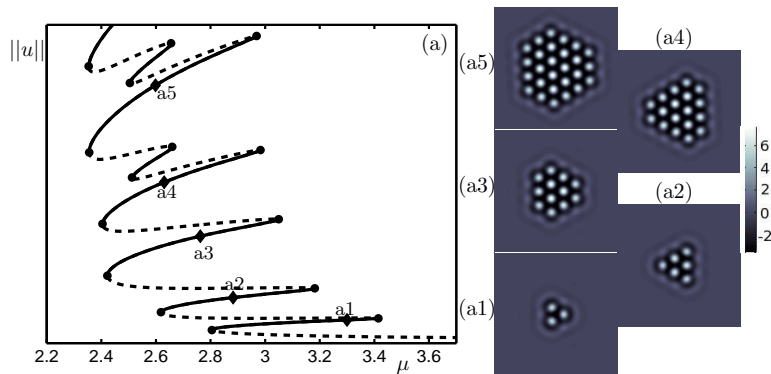 ||u||
(a)
a5
a4
a3
a2
a1
2.2 2.4 2.6 2.8 3 3.2 3.4 3.6
μ
(a5)
(a4)
(a3)
(a2)
(a1)
6
4
2
0
-2